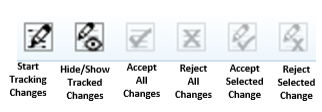 Start Tracking Changes
Hide/Show Tracked Changes
Accept All Changes
Reject All Changes
Accept Selected Change
Reject Selected Change